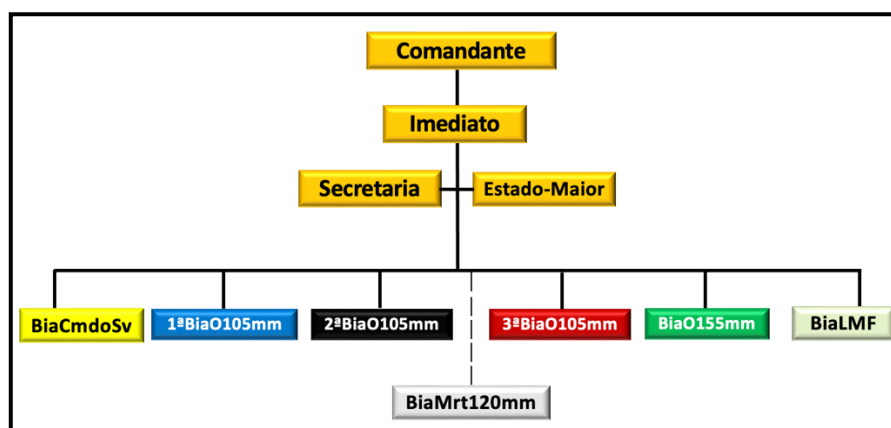 Comandante
Imediato
Secretaria
Estado-Maior
BiaCmdoSv
1ªBiaO105mm
2ªBiaO105mm
3ªBiaO105mm
BiaO155mm
BiaLMF
BiaMrt120mm